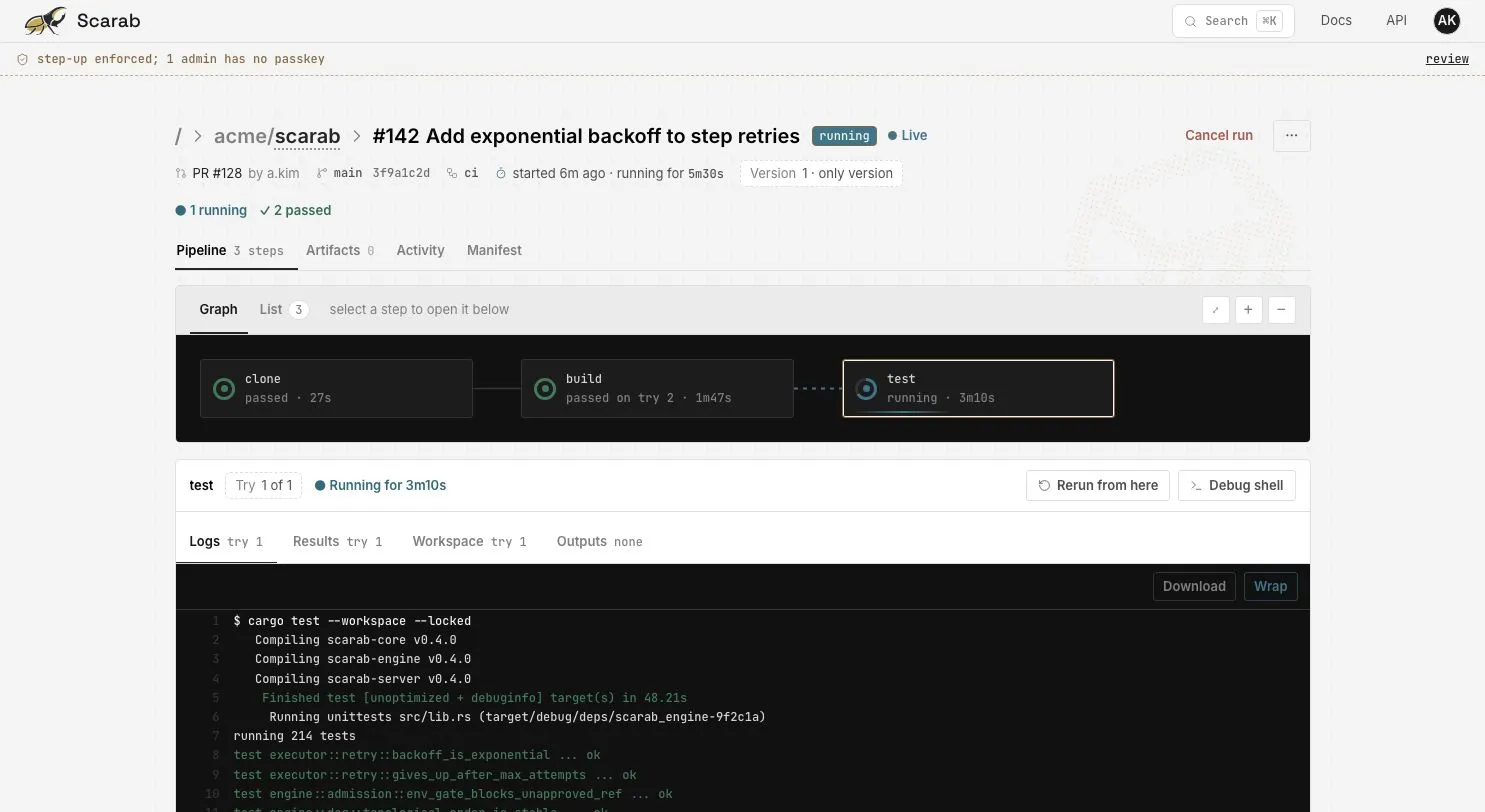 Scarab
Search ⌘K Docs API AK
step-up enforced; 1 admin has no passkey review
/ > acme/scarab > #142 Add exponential backoff to step retries running Live Cancel run ...
PR #128 by a.kim main 3f9a1c2d ci started 6m ago · running for 5m30s Version 1 · only version
1 running ✓ 2 passed
Pipeline 3 steps Artifacts 0 Activity Manifest
Graph List 3 select a step to open it below + −
clone build test
passed · 27s passed on try 2 · 1m47s running · 3m10s
test Try 1 of 1 Running for 3m10s Rerun from here >_ Debug shell
Logs try 1 Results try 1 Workspace try 1 Outputs none
Download Wrap
1 $ cargo test --workspace --locked
2 Compiling scarab-core v0.4.0
3 Compiling scarab-engine v0.4.0
4 Compiling scarab-server v0.4.0
5 Finished test [unoptimized + debuginfo] target(s) in 48.21s
6 Running unittests src/lib.rs (target/debug/deps/scarab_engine-9f2c1a)
7 running 214 tests
8 test executor::retry::backoff_is_exponential ... ok
9 test executor::retry::gives_up_after_max_attempts ... ok
10 test engine::admission::env_gate_blocks_unapproved_ref ... ok